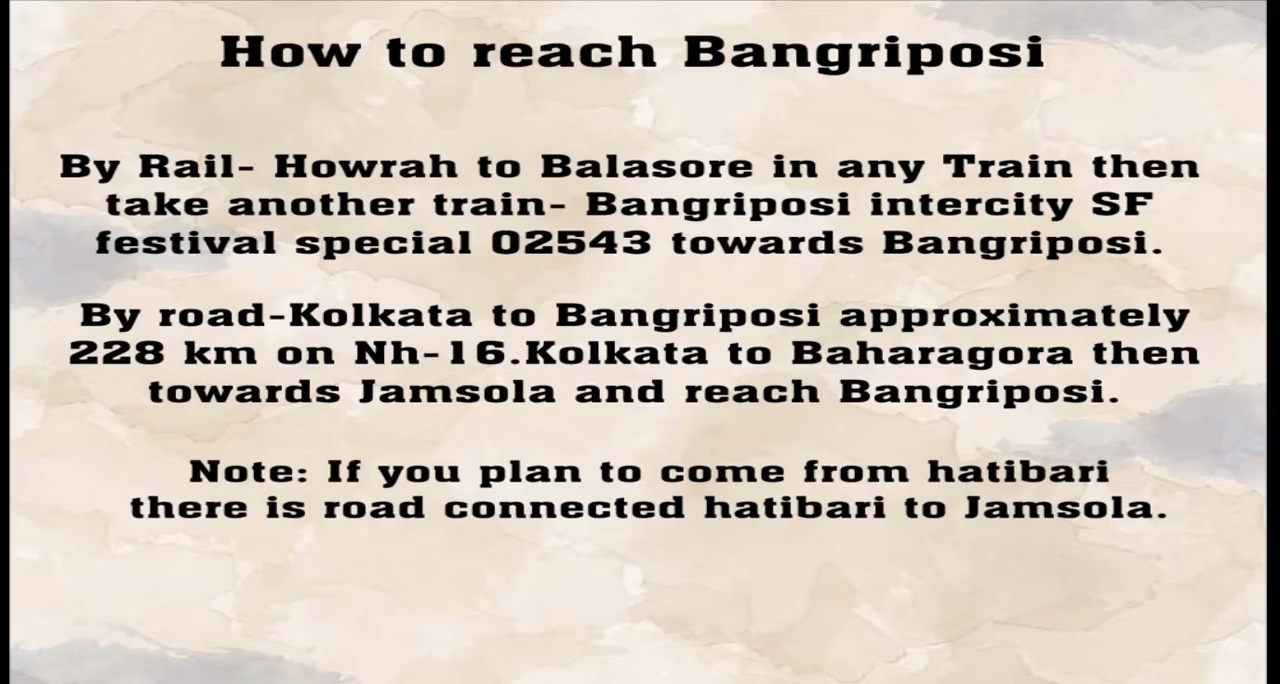 How to reach Bangriposi
By Rail- Howrah to Balasore in any Train then
take another train- Bangriposi intercity SF
festival special 02543 towards Bangriposi.
By road-Kolkata to Bangriposi approximately
228 km on Nh-16.Kolkata to Baharagora then
towards Jamsola and reach Bangriposi.
Note: If you plan to come from hatibari
there is road connected hatibari to Jamsola.